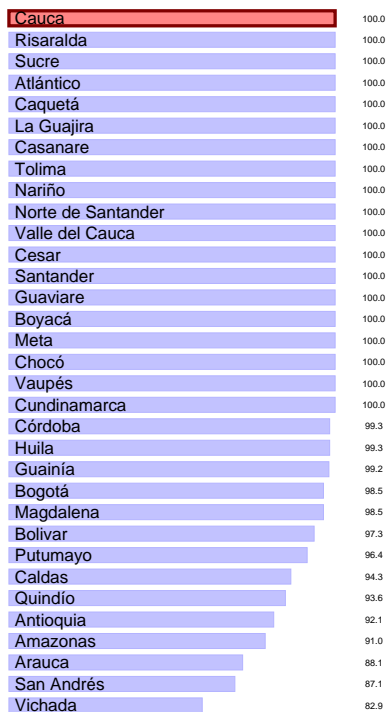 Cauca 100.0
Risaralda 100.0
Sucre 100.0
Atlántico 100.0
Caquetá 100.0
La Guajira 100.0
Casanare 100.0
Tolima 100.0
Nariño 100.0
Norte de Santander 100.0
Valle del Cauca 100.0
Cesar 100.0
Santander 100.0
Guaviare 100.0
Boyacá 100.0
Meta 100.0
Chocó 100.0
Vaupés 100.0
Cundinamarca 100.0
Córdoba 99.3
Huila 99.3
Guainía 99.2
Bogotá 98.5
Magdalena 98.5
Bolivar 97.3
Putumayo 96.4
Caldas 94.3
Quindío 93.6
Antioquia 92.1
Amazonas 91.0
Arauca 88.1
San Andrés 87.1
Vichada 82.9